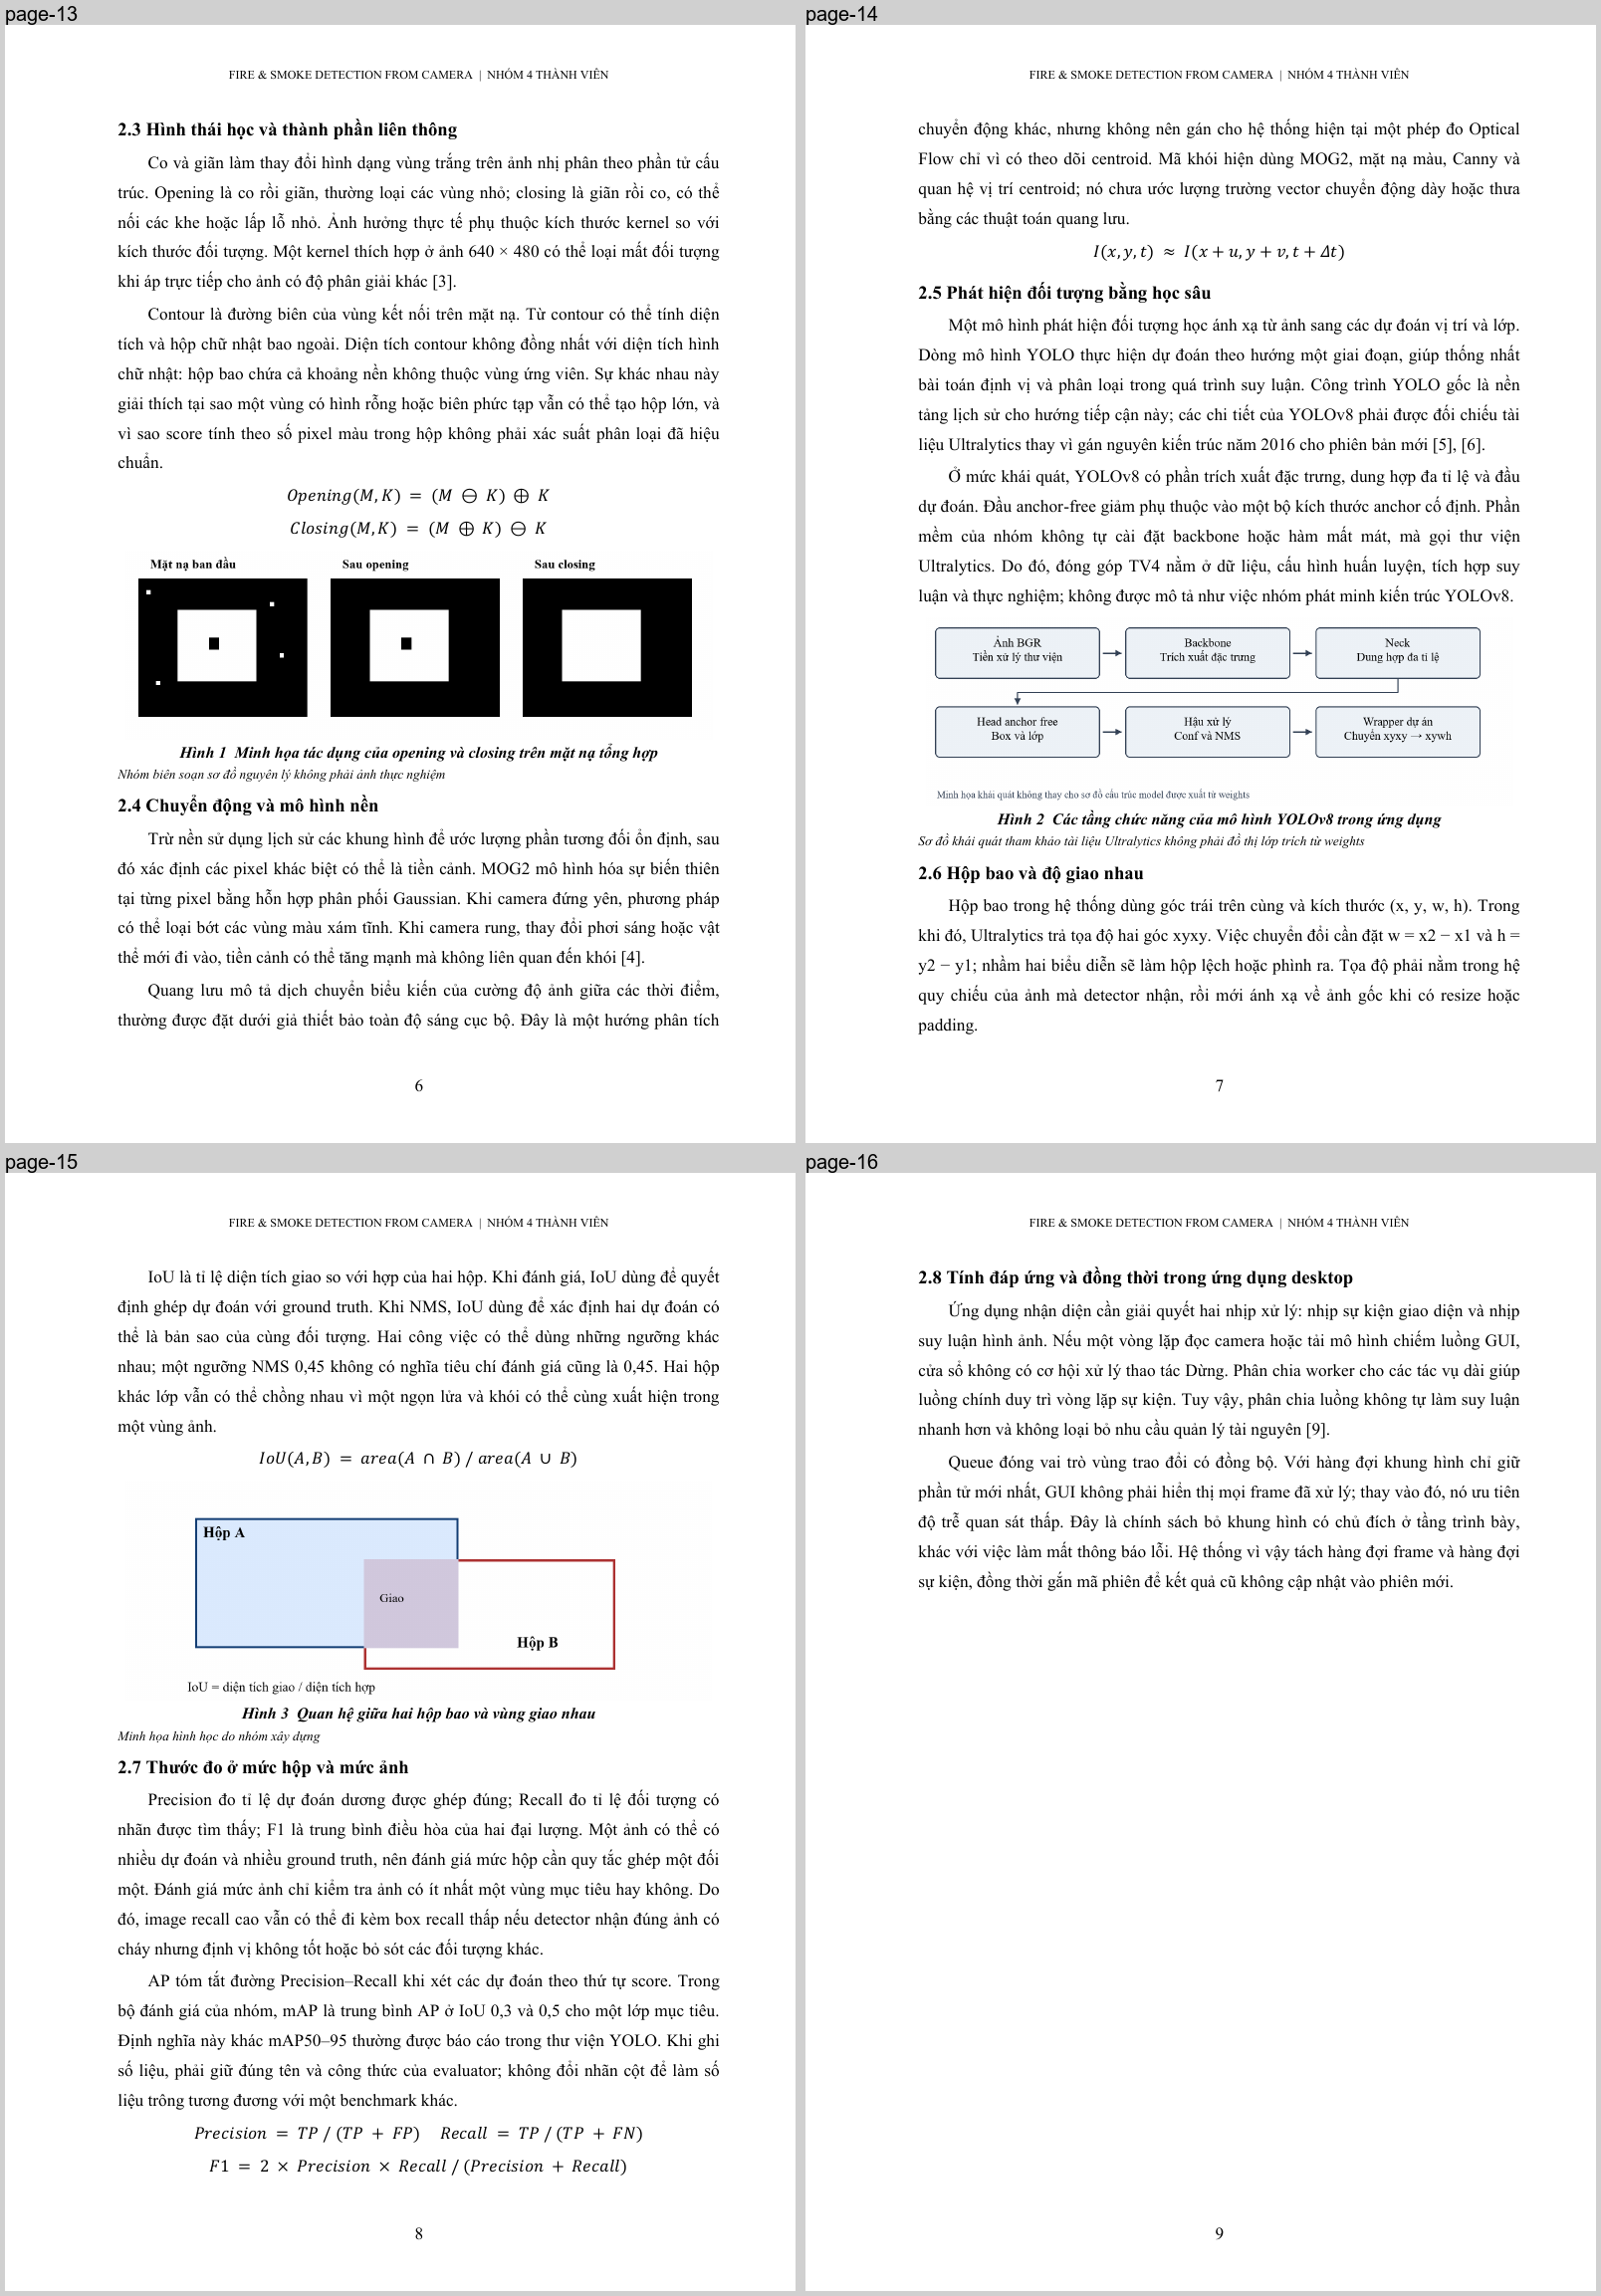 page-13
FIRE & SMOKE DETECTION FROM CAMERA | NHÓM 4 THÀNH VIÊN
2.3 Hình thái học và thành phần liên thông
Co và giãn làm thay đổi hình dạng vùng trắng trên ảnh nhị phân theo phần tử cấu
trúc. Opening là co rồi giãn, thường loại các vùng nhỏ; closing là giãn rồi co, có thể
nối các khe hoặc lấp lỗ nhỏ. Ảnh hưởng thực tế phụ thuộc kích thước kernel so với
kích thước đối tượng. Một kernel thích hợp ở ảnh 640 × 480 có thể loại mất đối tượng
khi áp trực tiếp cho ảnh có độ phân giải khác [3].
Contour là đường biên của vùng kết nối trên mặt nạ. Từ contour có thể tính diện
tích và hộp chữ nhật bao ngoài. Diện tích contour không đồng nhất với diện tích hình
chữ nhật: hộp bao chứa cả khoảng nền không thuộc vùng ứng viên. Sự khác nhau này
giải thích tại sao một vùng có hình rỗng hoặc biên phức tạp vẫn có thể tạo hộp lớn, và
vì sao score tính theo số pixel màu trong hộp không phải xác suất phân loại đã hiệu
chuẩn.
Opening(M, K) = (M ⊖ K) ⊕ K
Closing(M, K) = (M ⊕ K) ⊖ K
Mặt nạ ban đầu Sau opening Sau closing
Hình 1 Minh họa tác dụng của opening và closing trên mặt nạ tổng hợp
Nhóm biên soạn sơ đồ nguyên lý không phải ảnh thực nghiệm
2.4 Chuyển động và mô hình nền
Trừ nền sử dụng lịch sử các khung hình để ước lượng phần tương đối ổn định, sau
đó xác định các pixel khác biệt có thể là tiền cảnh. MOG2 mô hình hóa sự biến thiên
tại từng pixel bằng hỗn hợp phân phối Gaussian. Khi camera đứng yên, phương pháp
có thể loại bớt các vùng màu xám tĩnh. Khi camera rung, thay đổi phơi sáng hoặc vật
thể mới đi vào, tiền cảnh có thể tăng mạnh mà không liên quan đến khói [4].
Quang lưu mô tả dịch chuyển biểu kiến của cường độ ảnh giữa các thời điểm,
thường được đặt dưới giả thiết bảo toàn độ sáng cục bộ. Đây là một hướng phân tích
6
page-14
FIRE & SMOKE DETECTION FROM CAMERA | NHÓM 4 THÀNH VIÊN
chuyển động khác, nhưng không nên gán cho hệ thống hiện tại một phép đo Optical
Flow chỉ vì có theo dõi centroid. Mã khói hiện dùng MOG2, mặt nạ màu, Canny và
quan hệ vị trí centroid; nó chưa ước lượng trường vector chuyển động dày hoặc thưa
bằng các thuật toán quang lưu.
I(x, y, t) ≈ I(x + u, y + v, t + Δt)
2.5 Phát hiện đối tượng bằng học sâu
Một mô hình phát hiện đối tượng học ánh xạ từ ảnh sang các dự đoán vị trí và lớp.
Dòng mô hình YOLO thực hiện dự đoán theo hướng một giai đoạn, giúp thống nhất
bài toán định vị và phân loại trong quá trình suy luận. Công trình YOLO gốc là nền
tảng lịch sử cho hướng tiếp cận này; các chi tiết của YOLOv8 phải được đối chiếu tài
liệu Ultralytics thay vì gán nguyên kiến trúc năm 2016 cho phiên bản mới [5], [6].
Ở mức khái quát, YOLOv8 có phần trích xuất đặc trưng, dung hợp đa tỉ lệ và đầu
dự đoán. Đầu anchor-free giảm phụ thuộc vào một bộ kích thước anchor cố định. Phần
mềm của nhóm không tự cài đặt backbone hoặc hàm mất mát, mà gọi thư viện
Ultralytics. Do đó, đóng góp TV4 nằm ở dữ liệu, cấu hình huấn luyện, tích hợp suy
luận và thực nghiệm; không được mô tả như việc nhóm phát minh kiến trúc YOLOv8.
Ảnh BGR Backbone Neck
Tiền xử lý thư viện Trích xuất đặc trưng Dung hợp đa tỉ lệ
Head anchor free Hậu xử lý Wrapper dự án
Box và lớp Conf và NMS Chuyển xyxy → xywh
Minh họa khái quát không thay cho sơ đồ cấu trúc model được xuất từ weights
Hình 2 Các tầng chức năng của mô hình YOLOv8 trong ứng dụng
Sơ đồ khái quát tham khảo tài liệu Ultralytics không phải đồ thị lớp trích từ weights
2.6 Hộp bao và độ giao nhau
Hộp bao trong hệ thống dùng góc trái trên cùng và kích thước (x, y, w, h). Trong
khi đó, Ultralytics trả tọa độ hai góc xyxy. Việc chuyển đổi cần đặt w = x2 − x1 và h =
y2 − y1; nhầm hai biểu diễn sẽ làm hộp lệch hoặc phình ra. Tọa độ phải nằm trong hệ
quy chiếu của ảnh mà detector nhận, rồi mới ánh xạ về ảnh gốc khi có resize hoặc
padding.
7
page-15
FIRE & SMOKE DETECTION FROM CAMERA | NHÓM 4 THÀNH VIÊN
IoU là tỉ lệ diện tích giao so với hợp của hai hộp. Khi đánh giá, IoU dùng để quyết
định ghép dự đoán với ground truth. Khi NMS, IoU dùng để xác định hai dự đoán có
thể là bản sao của cùng đối tượng. Hai công việc có thể dùng những ngưỡng khác
nhau; một ngưỡng NMS 0,45 không có nghĩa tiêu chí đánh giá cũng là 0,45. Hai hộp
khác lớp vẫn có thể chồng nhau vì một ngọn lửa và khói có thể cùng xuất hiện trong
một vùng ảnh.
IoU(A, B) = area(A ∩ B) / area(A ∪ B)
Hộp A
Giao
Hộp B
IoU = diện tích giao / diện tích hợp
Hình 3 Quan hệ giữa hai hộp bao và vùng giao nhau
Minh họa hình học do nhóm xây dựng
2.7 Thước đo ở mức hộp và mức ảnh
Precision đo tỉ lệ dự đoán dương được ghép đúng; Recall đo tỉ lệ đối tượng có
nhãn được tìm thấy; F1 là trung bình điều hòa của hai đại lượng. Một ảnh có thể có
nhiều dự đoán và nhiều ground truth, nên đánh giá mức hộp cần quy tắc ghép một đối
một. Đánh giá mức ảnh chỉ kiểm tra ảnh có ít nhất một vùng mục tiêu hay không. Do
đó, image recall cao vẫn có thể đi kèm box recall thấp nếu detector nhận đúng ảnh có
cháy nhưng định vị không tốt hoặc bỏ sót các đối tượng khác.
AP tóm tắt đường Precision–Recall khi xét các dự đoán theo thứ tự score. Trong
bộ đánh giá của nhóm, mAP là trung bình AP ở IoU 0,3 và 0,5 cho một lớp mục tiêu.
Định nghĩa này khác mAP50–95 thường được báo cáo trong thư viện YOLO. Khi ghi
số liệu, phải giữ đúng tên và công thức của evaluator; không đổi nhãn cột để làm số
liệu trông tương đương với một benchmark khác.
Precision = TP / (TP + FP) Recall = TP / (TP + FN)
F1 = 2 × Precision × Recall / (Precision + Recall)
8
page-16
FIRE & SMOKE DETECTION FROM CAMERA | NHÓM 4 THÀNH VIÊN
2.8 Tính đáp ứng và đồng thời trong ứng dụng desktop
Ứng dụng nhận diện cần giải quyết hai nhịp xử lý: nhịp sự kiện giao diện và nhịp
suy luận hình ảnh. Nếu một vòng lặp đọc camera hoặc tải mô hình chiếm luồng GUI,
cửa sổ không có cơ hội xử lý thao tác Dừng. Phân chia worker cho các tác vụ dài giúp
luồng chính duy trì vòng lặp sự kiện. Tuy vậy, phân chia luồng không tự làm suy luận
nhanh hơn và không loại bỏ nhu cầu quản lý tài nguyên [9].
Queue đóng vai trò vùng trao đổi có đồng bộ. Với hàng đợi khung hình chỉ giữ
phần tử mới nhất, GUI không phải hiển thị mọi frame đã xử lý; thay vào đó, nó ưu tiên
độ trễ quan sát thấp. Đây là chính sách bỏ khung hình có chủ đích ở tầng trình bày,
khác với việc làm mất thông báo lỗi. Hệ thống vì vậy tách hàng đợi frame và hàng đợi
sự kiện, đồng thời gắn mã phiên để kết quả cũ không cập nhật vào phiên mới.
9